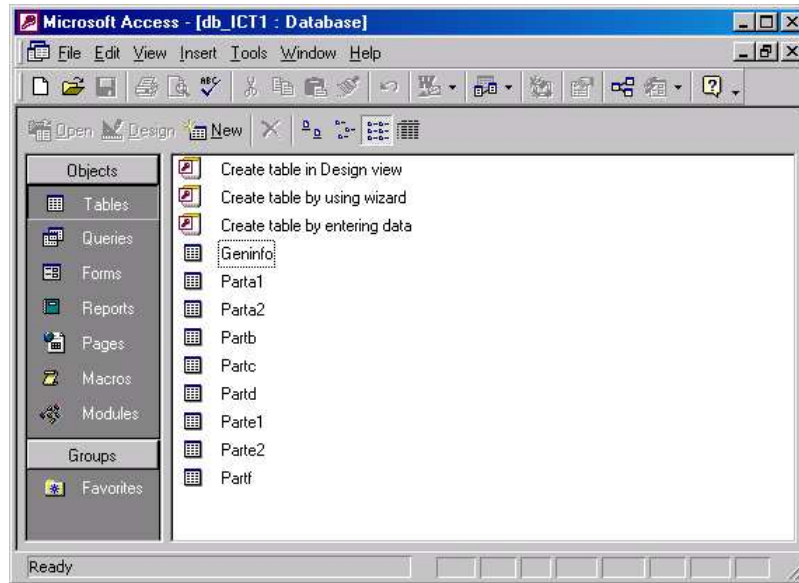 Microsoft Access - [db_ICT1 : Database]
File Edit View Insert Tools Window Help
Open Design New
Objects
Tables
Queries
Forms
Reports
Pages
Macros
Modules
Groups
Favorites
Create table in Design view
Create table by using wizard
Create table by entering data
Geninfo
Parta1
Parta2
Partb
Partc
Partd
Parte1
Parte2
Partf
Ready